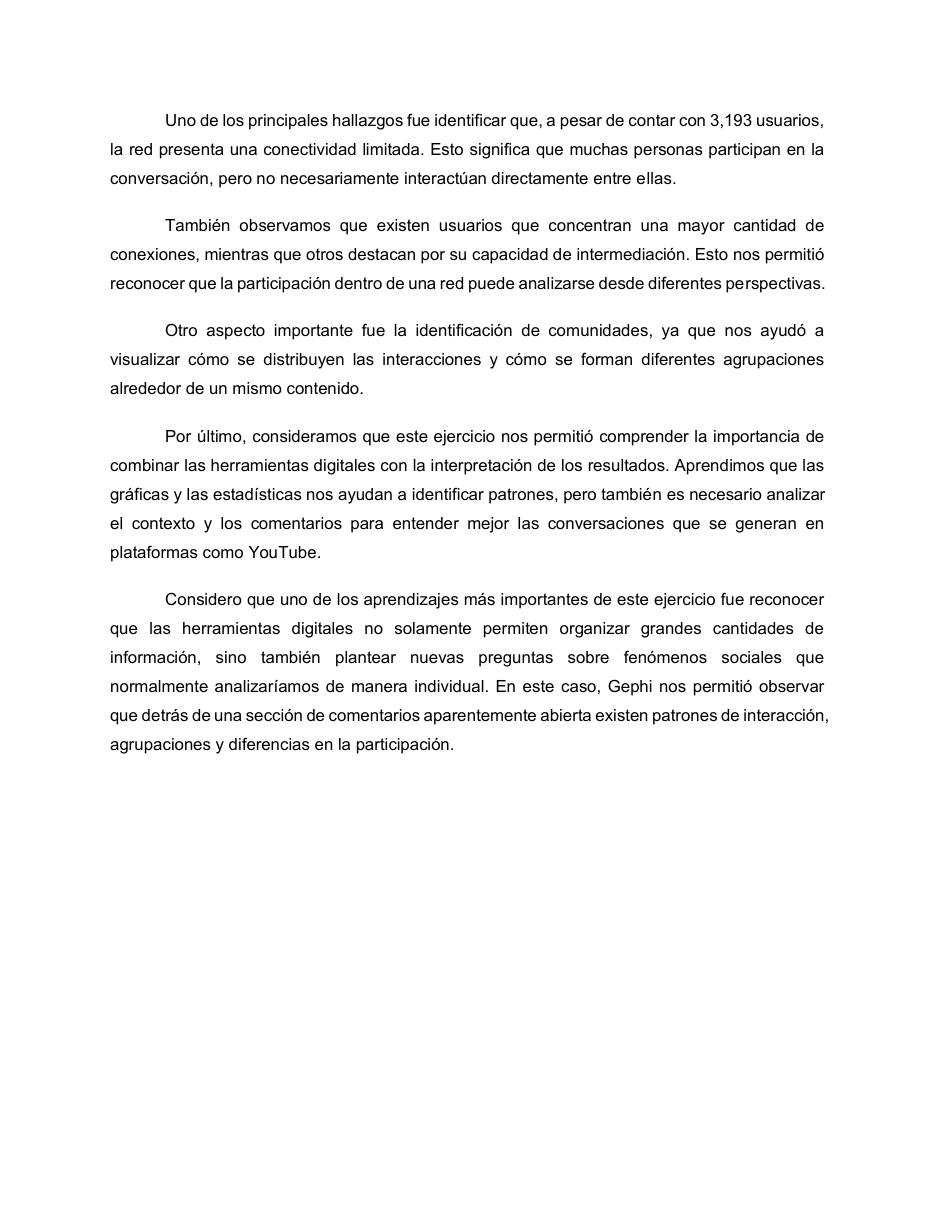 Uno de los principales hallazgos fue identificar que, a pesar de contar con 3,193 usuarios,
la red presenta una conectividad limitada. Esto significa que muchas personas participan en la
conversación, pero no necesariamente interactúan directamente entre ellas.
También observamos que existen usuarios que concentran una mayor cantidad de
conexiones, mientras que otros destacan por su capacidad de intermediación. Esto nos permitió
reconocer que la participación dentro de una red puede analizarse desde diferentes perspectivas.
Otro aspecto importante fue la identificación de comunidades, ya que nos ayudó a
visualizar cómo se distribuyen las interacciones y cómo se forman diferentes agrupaciones
alrededor de un mismo contenido.
Por último, consideramos que este ejercicio nos permitió comprender la importancia de
combinar las herramientas digitales con la interpretación de los resultados. Aprendimos que las
gráficas y las estadísticas nos ayudan a identificar patrones, pero también es necesario analizar
el contexto y los comentarios para entender mejor las conversaciones que se generan en
plataformas como YouTube.
Considero que uno de los aprendizajes más importantes de este ejercicio fue reconocer
que las herramientas digitales no solamente permiten organizar grandes cantidades de
información, sino también plantear nuevas preguntas sobre fenómenos sociales que
normalmente analizaríamos de manera individual. En este caso, Gephi nos permitió observar
que detrás de una sección de comentarios aparentemente abierta existen patrones de interacción,
agrupaciones y diferencias en la participación.